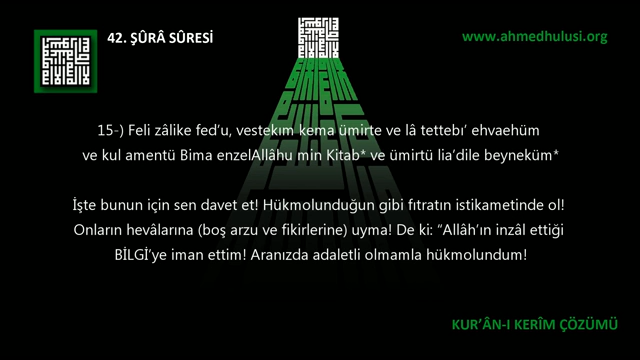 42. ŞÛRÂ SÛRESİ
www.ahmedhulusi.org
15-) Feli zâlike fed’u, vestekım kema ümirte ve lâ tettebı’ ehvaehüm
ve kul amentü Bima enzelAllâhu min Kitab* ve ümirtü lia’dile beyneküm*
İşte bunun için sen davet et! Hükmolunduğun gibi fıtratın istikametinde ol!
Onların hevâlarına (boş arzu ve fikirlerine) uyma! De ki: “Allâh’ın inzâl ettiği
BİLGİ’ye iman ettim! Aranızda adaletli olmamla hükmolundum!
KUR’ÂN-I KERÎM ÇÖZÜMÜ